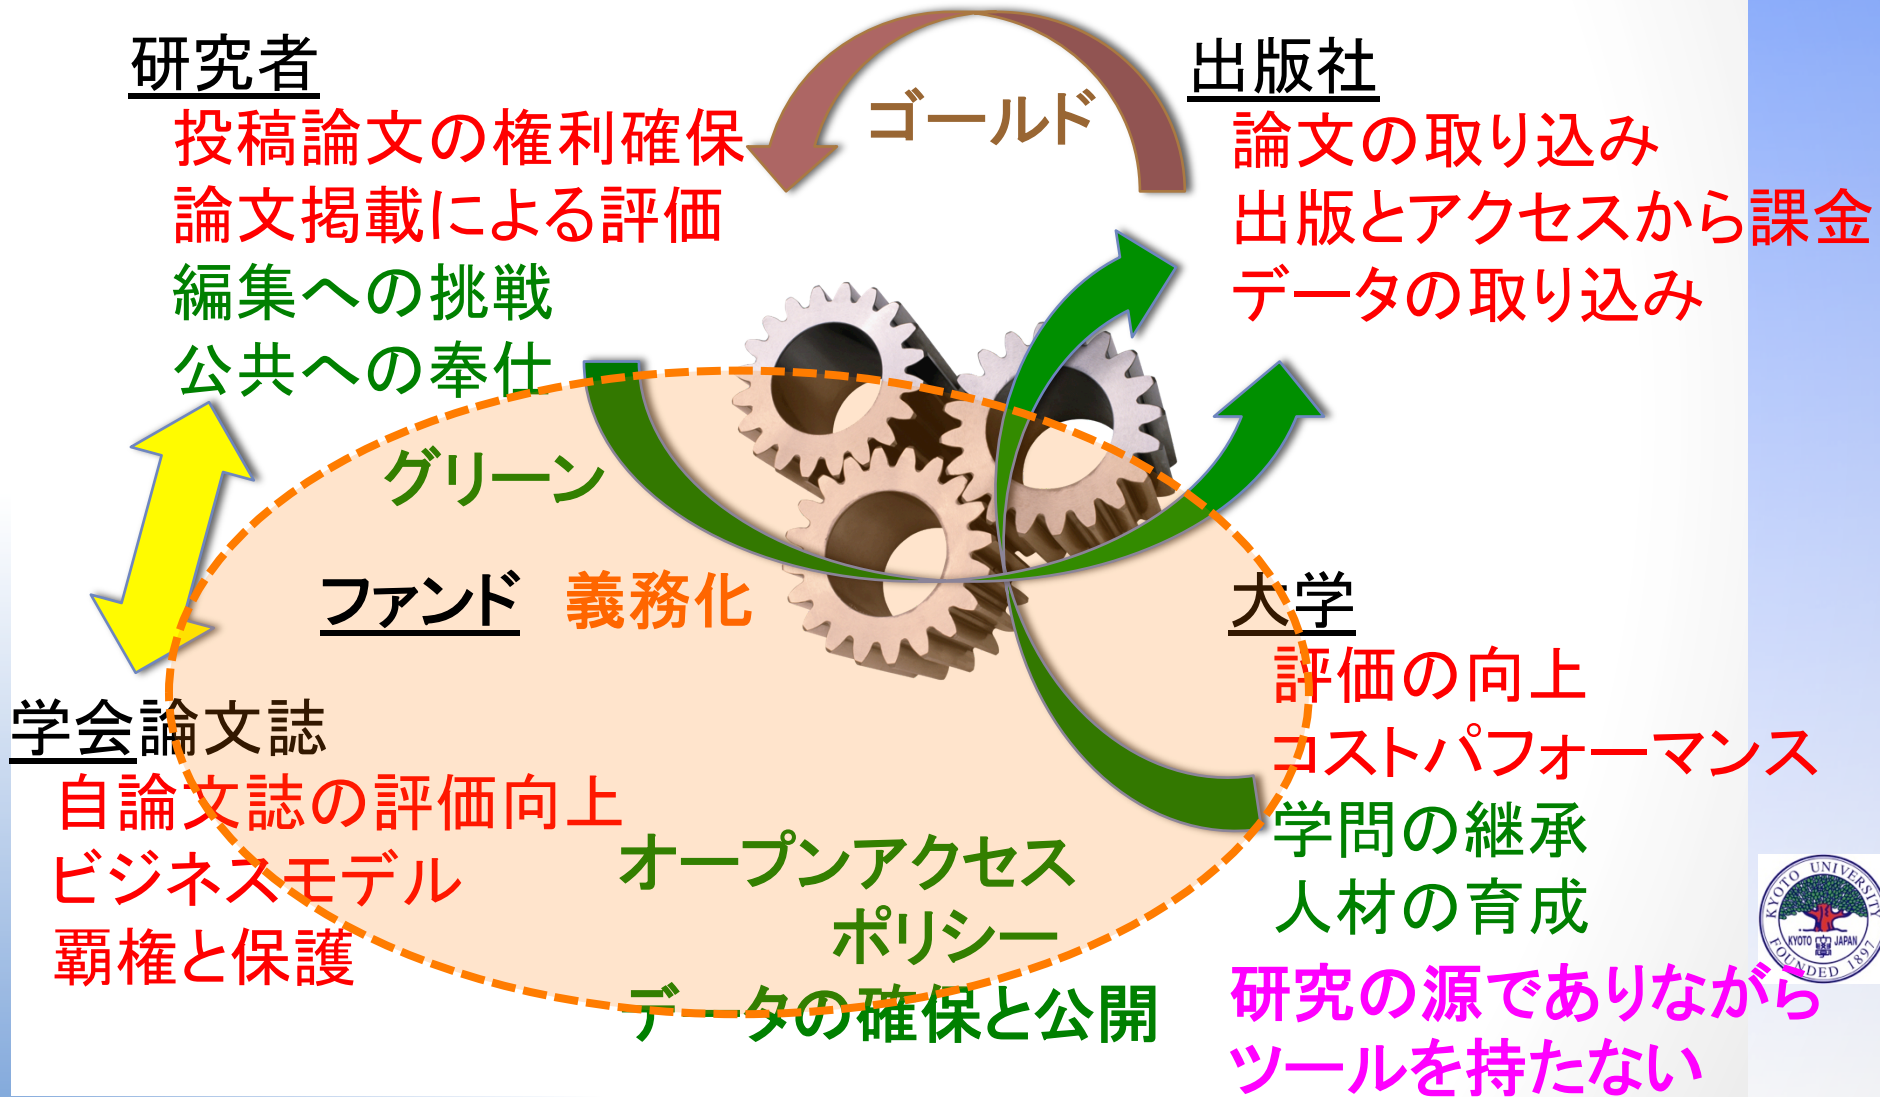 研究者
投稿論文の権利確保
論文掲載による評価
編集への挑戦
公共への奉仕
ゴールド
出版社
論文の取り込み
出版とアクセスから課金
データの取り込み
グリーン
ファンド 義務化
学会論文誌
自論文誌の評価向上
ビジネスモデル
覇権と保護
オープンアクセス
ポリシー
データの確保と公開
大学
評価の向上
コストパフォーマンス
学問の継承
人材の育成
研究の源でありながら
ツールを持たない
KYOTO UNIVERSITY
KYOTO JAPAN
FOUNDED 1897